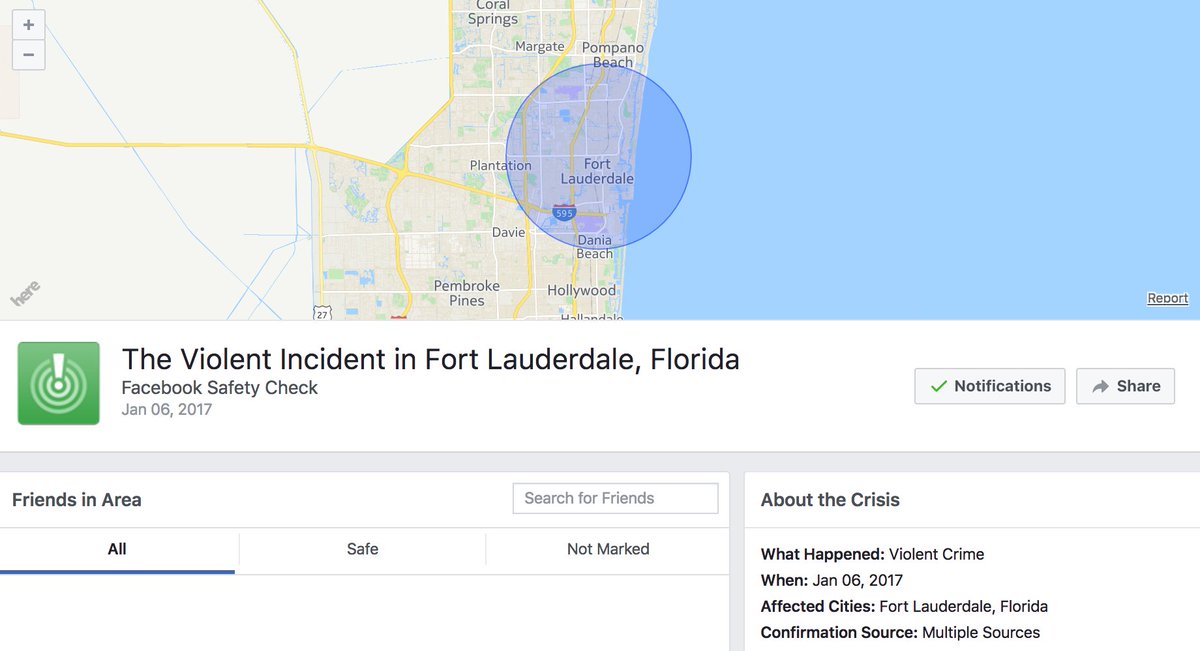 +
−
Coral
Springs
Margate
Pompano
Beach
Plantation
Fort
Lauderdale
595
Davie
Dania
Beach
Pembroke
Pines
Hollywood
Hallandale
27
here
Report
The Violent Incident in Fort Lauderdale, Florida
Facebook Safety Check
Jan 06, 2017
Notifications
Share
Friends in Area
Search for Friends
All
Safe
Not Marked
About the Crisis
What Happened: Violent Crime
When: Jan 06, 2017
Affected Cities: Fort Lauderdale, Florida
Confirmation Source: Multiple Sources